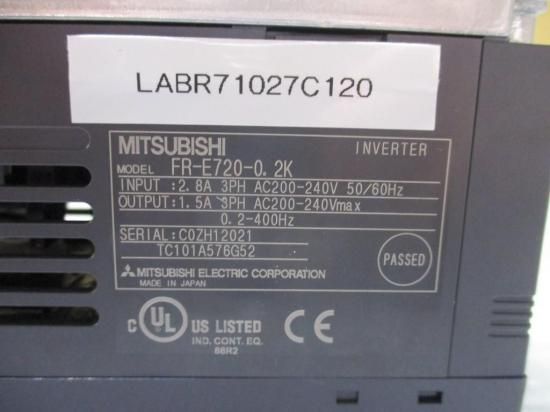 LABR71027C120
MITSUBISHI INVERTER
MODEL FR-E720-0.2K
INPUT : 2.8A 3PH AC200-240V 50/60Hz
OUTPUT: 1.5A 3PH AC200-240Vmax
0.2-400Hz
SERIAL: C0ZH12021
TC101A576G52
PASSED
MITSUBISHI ELECTRIC CORPORATION
MADE IN JAPAN
C UL US LISTED CE
IND. CONT. EQ.
66R2